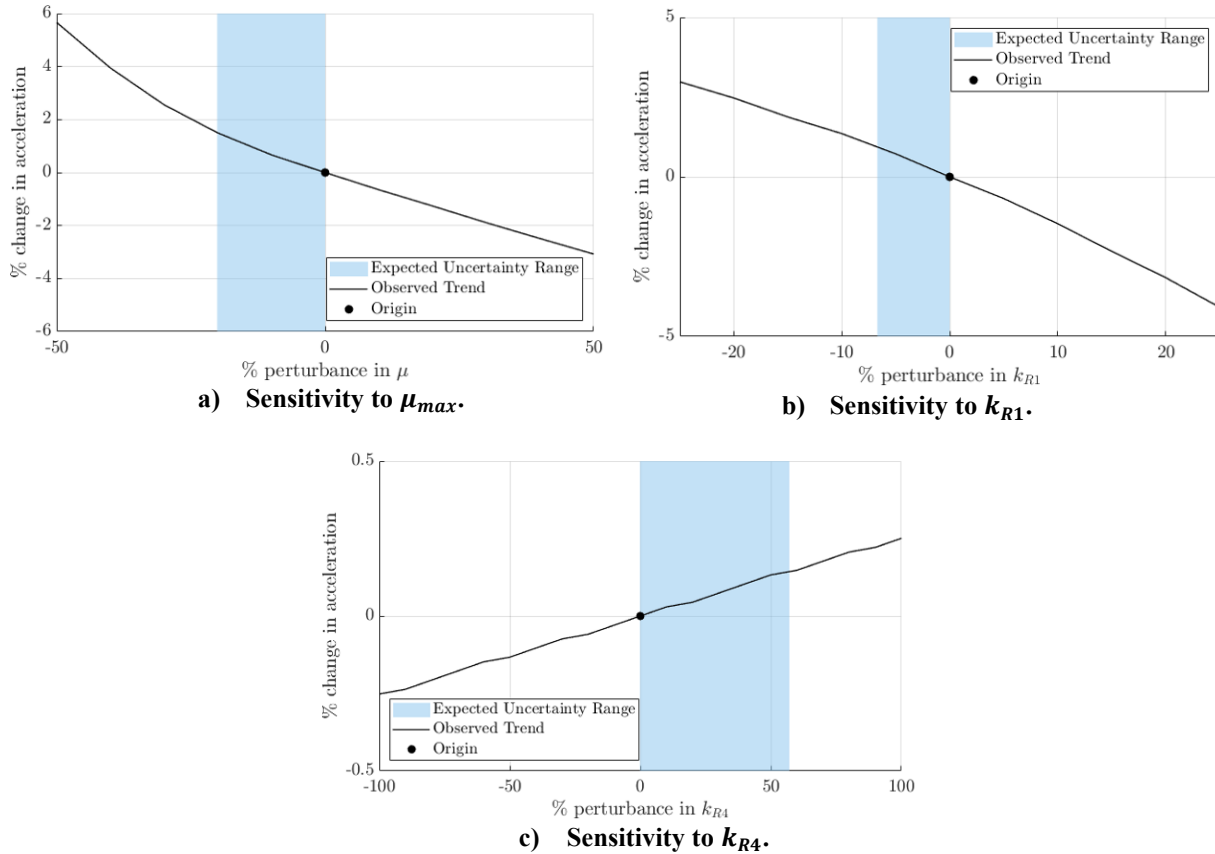 6
4
2
0
-2
-4
-6
% change in acceleration
Expected Uncertainty Range
Observed Trend
Origin
-50
0
50
% perturbance in μ
a) Sensitivity to μmax.
5
0
-5
% change in acceleration
Expected Uncertainty Range
Observed Trend
Origin
-20
-10
0
10
20
% perturbance in kR1
b) Sensitivity to kR1.
0.5
0
-0.5
% change in acceleration
Expected Uncertainty Range
Observed Trend
Origin
-100
-50
0
50
100
% perturbance in kR4
c) Sensitivity to kR4.